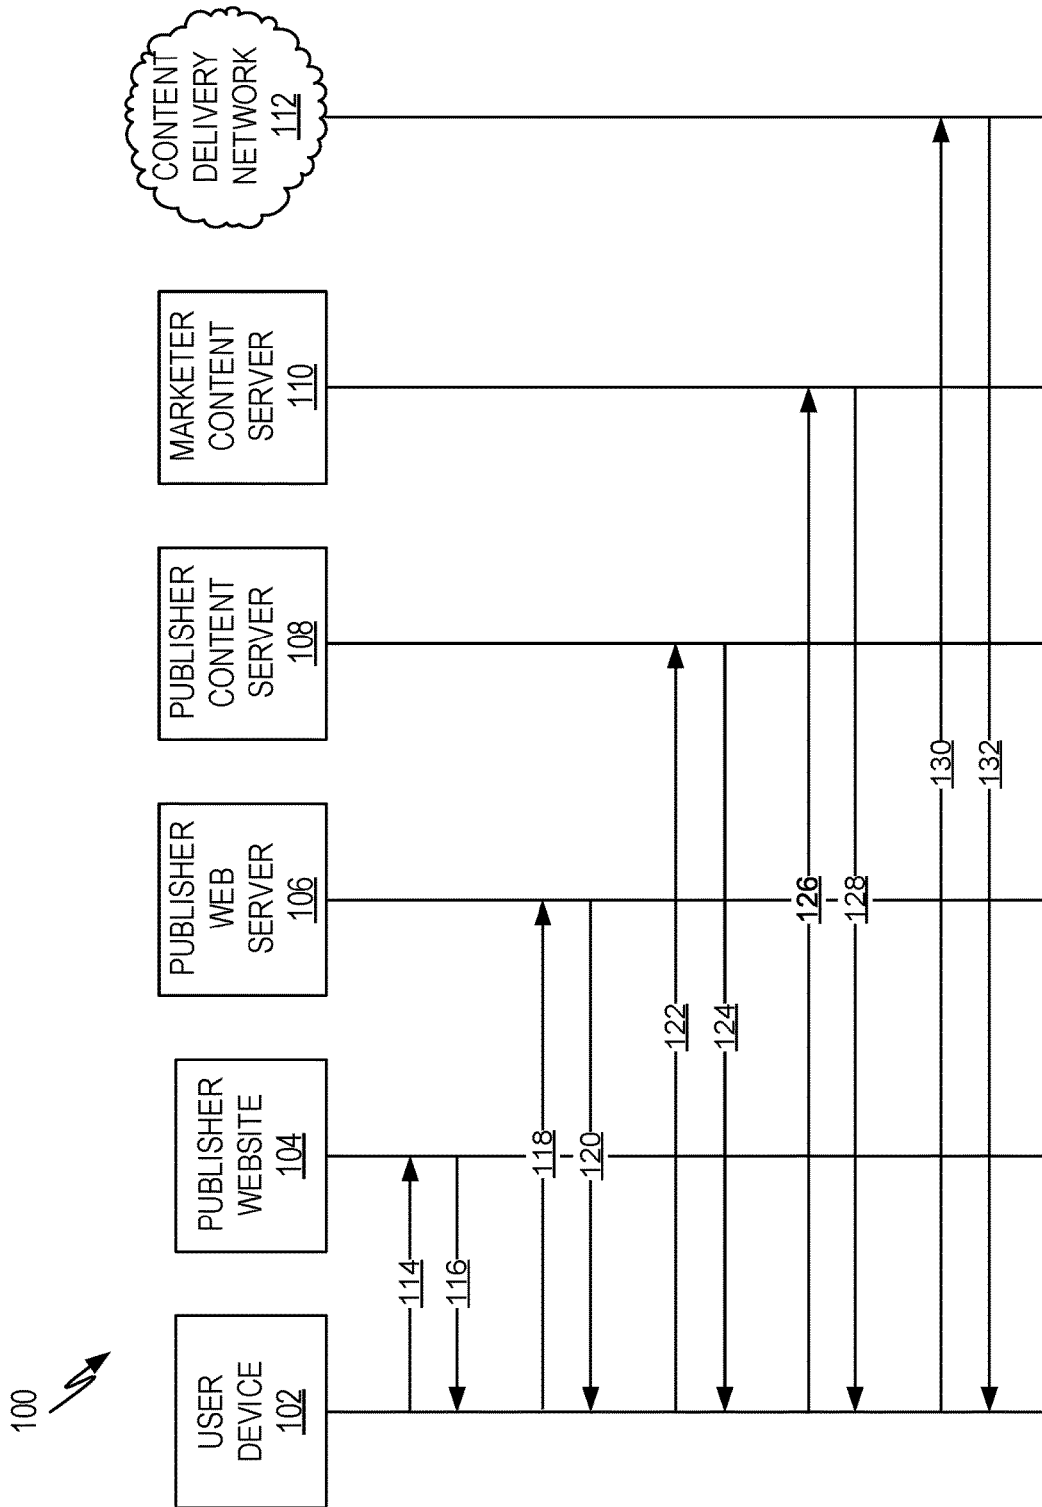 100
USER
DEVICE
102
PUBLISHER
WEBSITE
104
PUBLISHER
WEB
SERVER
106
PUBLISHER
CONTENT
SERVER
108
MARKETER
CONTENT
SERVER
110
CONTENT
DELIVERY
NETWORK
112
114
116
118
120
122
124
126
128
130
132